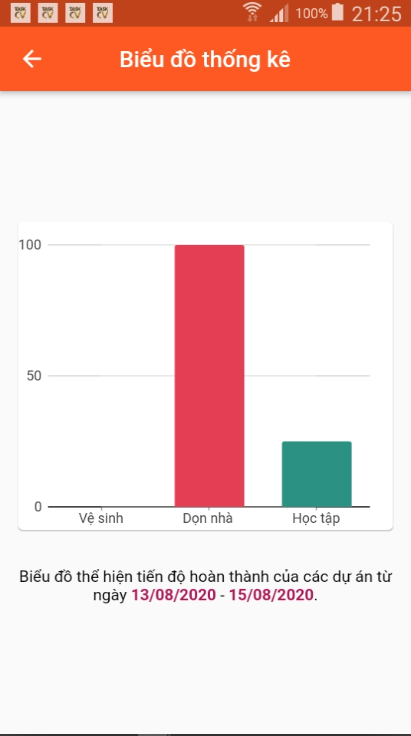 100% 21:25
Biểu đồ thống kê
100
50
0
Vệ sinh Dọn nhà Học tập
Biểu đồ thể hiện tiến độ hoàn thành của các dự án từ
ngày 13/08/2020 - 15/08/2020.